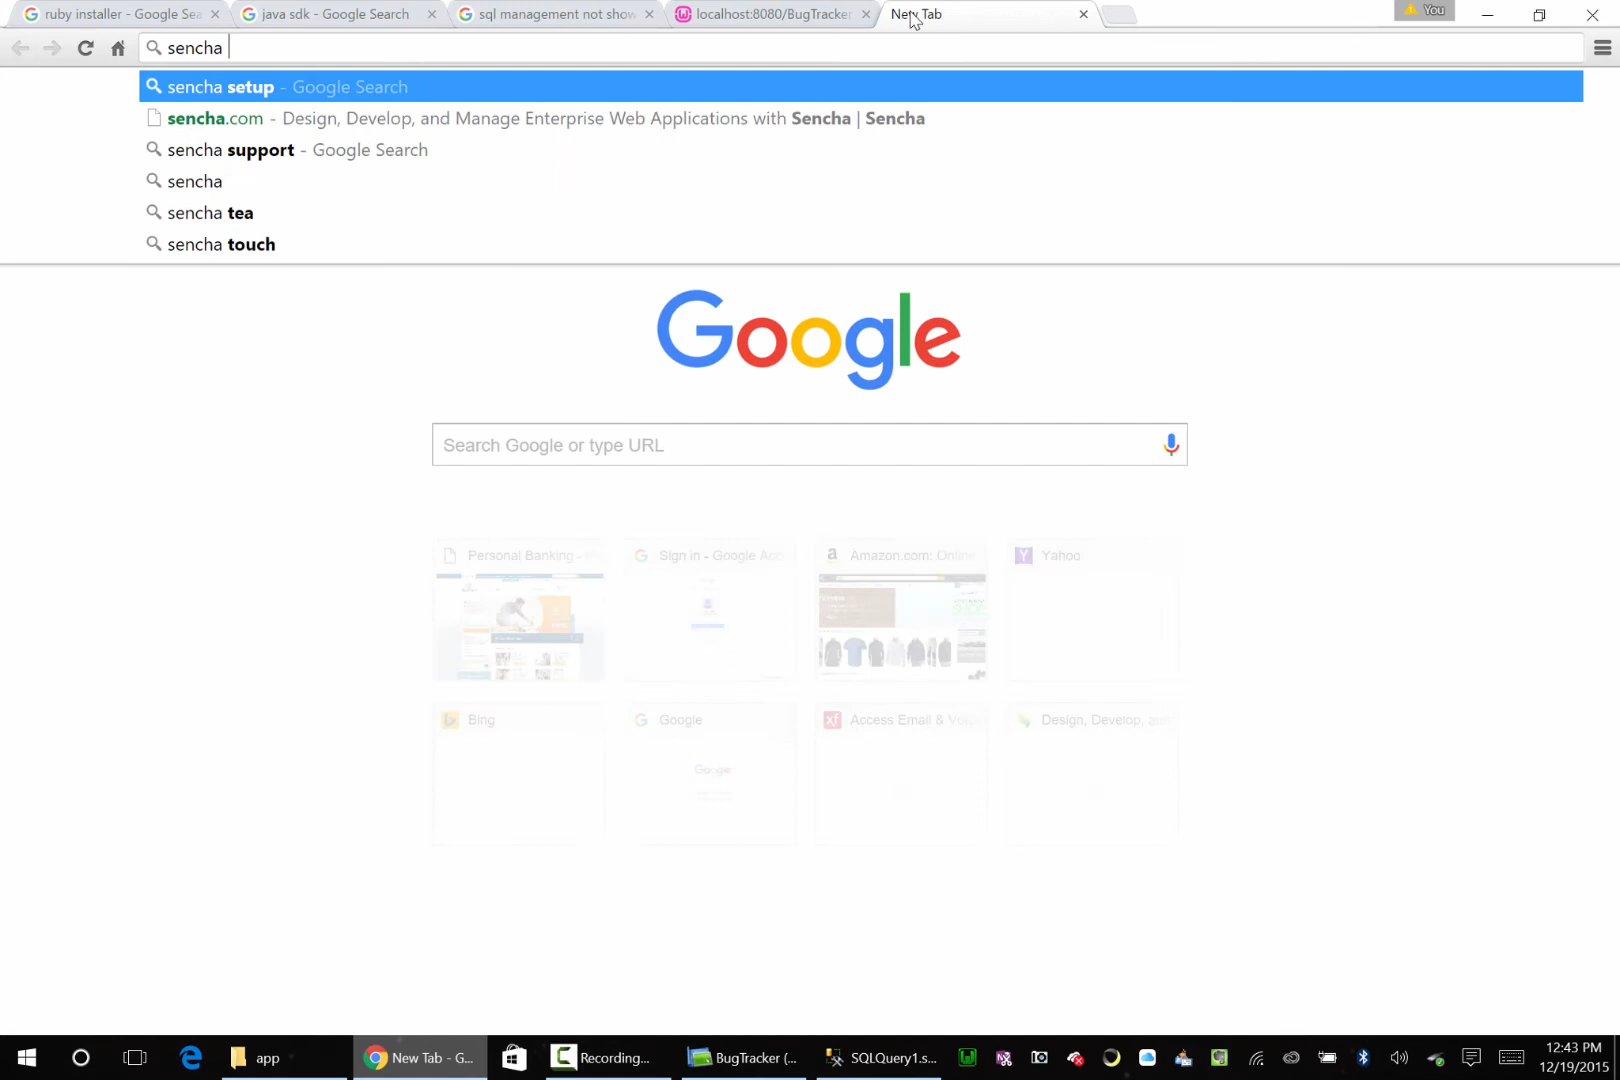 ruby installer - Google Sea
java sdk - Google Search
sql management not show
localhost:8080/BugTracker
New Tab
You
sencha
sencha setup - Google Search
sencha.com - Design, Develop, and Manage Enterprise Web Applications with Sencha | Sencha
sencha support - Google Search
sencha
sencha tea
sencha touch
Google
Search Google or type URL
Personal Banking -
Sign in - Google Acc
Amazon.com: Online
Yahoo
Bing
Google
Access Email & Voic
Design, Develop, an
app
New Tab - G...
Recording...
BugTracker (...
SQLQuery1.s...
12:43 PM
12/19/2015